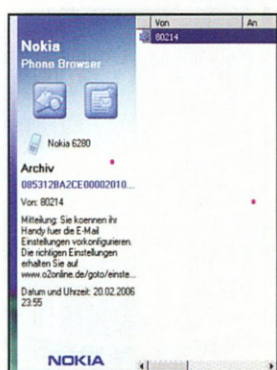 Von
An
80214
Nokia
Phone Browser
Nokia 6280
Archiv
085312BA2CE00002010...
Von: 80214
Mitteilung: Sie koennen ihr
Handy fuer die E-Mail
Einstellungen vorkonfigurieren.
Die richtigen Einstellungen
erhalten Sie auf
www.o2online.de/goto/einste...
Datum und Uhrzeit: 20.02.2006
23:55
NOKIA